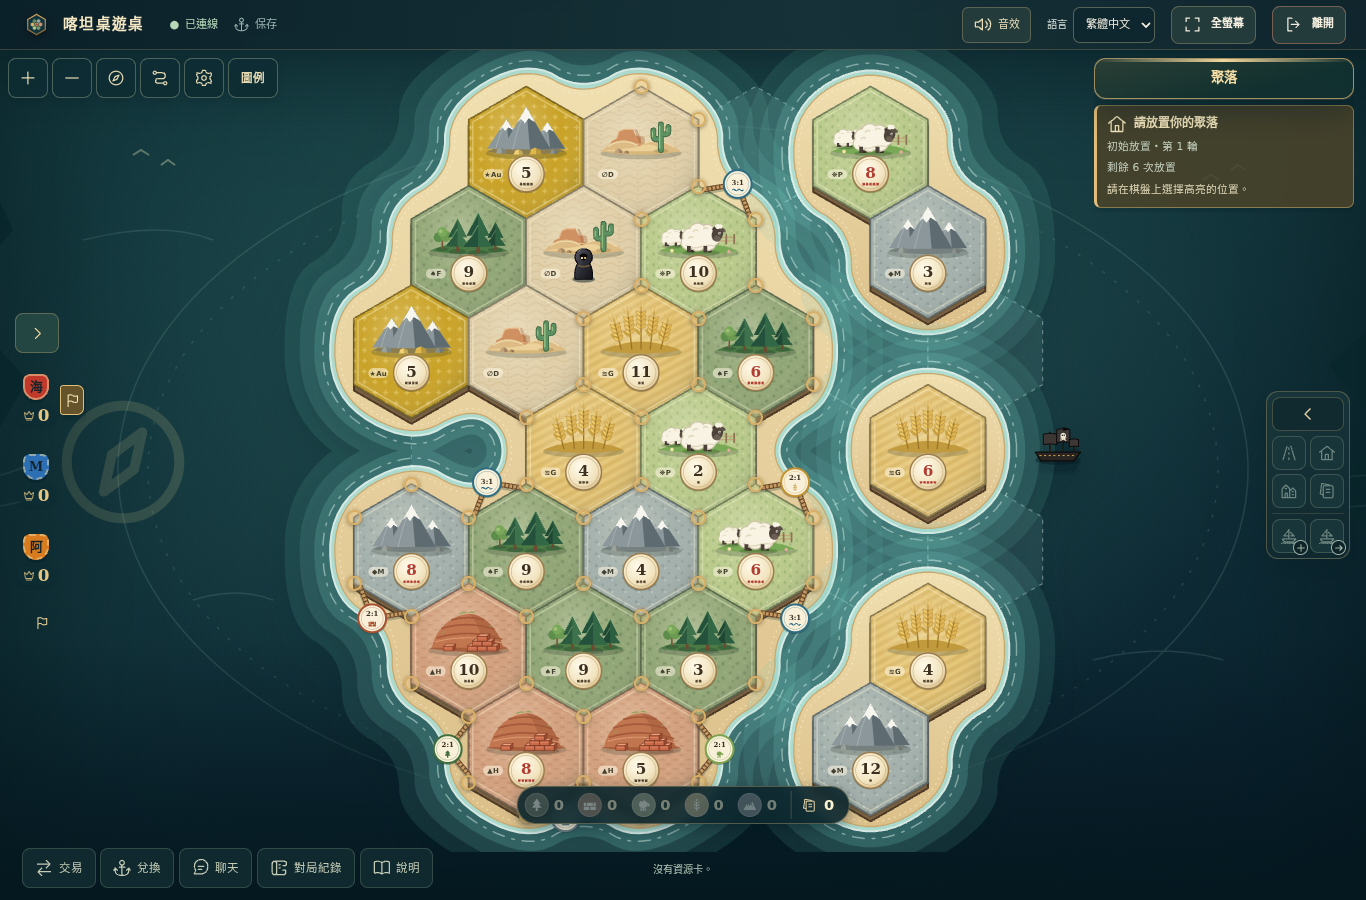 喀坦桌遊桌
已連線
保存
音效
語言
繁體中文
全螢幕
離開
圖例
聚落
請放置你的聚落
初始放置・第 1 輪
剩餘 6 次放置
請在棋盤上選擇高亮的位置。
★Au
5
∅D
3:1
※P
8
♠F
9
∅D
※P
10
◆M
3
★Au
5
∅D
≋G
11
♠F
6
海
0
≋G
4
※P
2
≋G
6
M
0
3:1
2:1
◆M
8
♠F
9
◆M
4
※P
6
阿
0
2:1
3:1
▲H
10
♠F
9
♠F
3
≋G
4
2:1
2:1
▲H
8
▲H
5
◆M
12
0
0
0
0
0
0
交易
兌換
聊天
對局紀錄
說明
沒有資源卡。